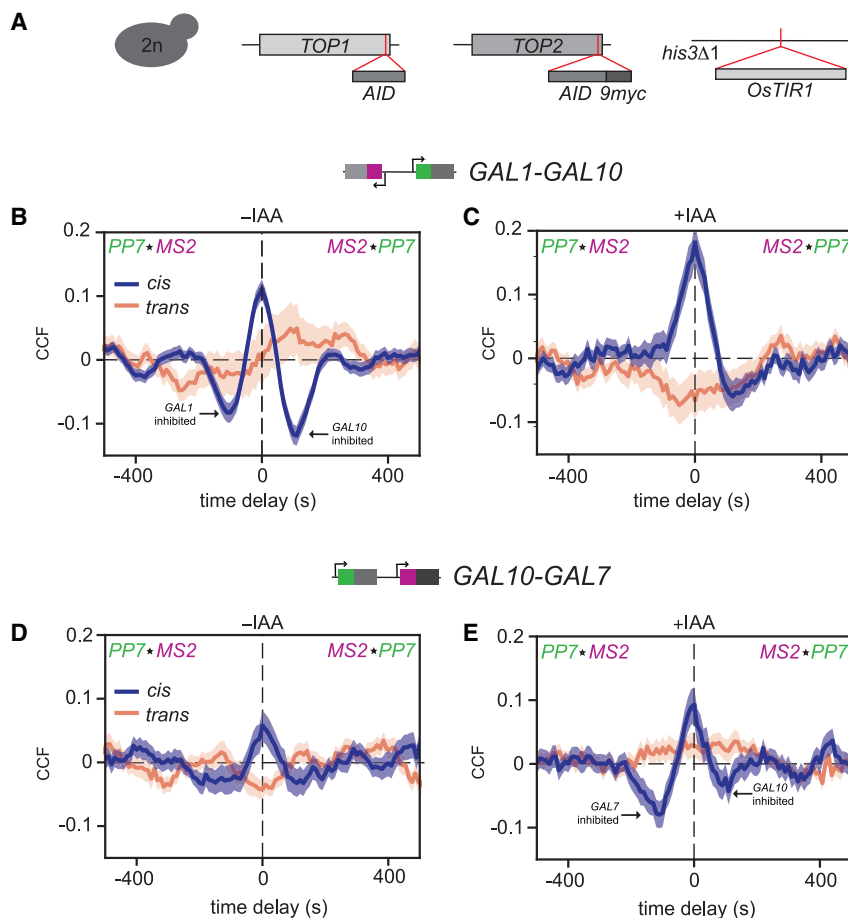 A
2n
TOP1
AID
TOP2
AID 9myc
his3Δ1
OsTIR1
GAL1-GAL10
B
–IAA
PP7★MS2
MS2★PP7
cis
trans
GAL1
inhibited
GAL10
inhibited
CCF
0.2
0.1
0
-0.1
-400
0
400
time delay (s)
C
+IAA
PP7★MS2
MS2★PP7
CCF
0.2
0.1
0
-0.1
-400
0
400
time delay (s)
GAL10-GAL7
D
–IAA
PP7★MS2
MS2★PP7
cis
trans
CCF
0.2
0.1
0
-0.1
-400
0
400
time delay (s)
E
+IAA
PP7★MS2
MS2★PP7
GAL7
inhibited
GAL10
inhibited
CCF
0.2
0.1
0
-0.1
-400
0
400
time delay (s)